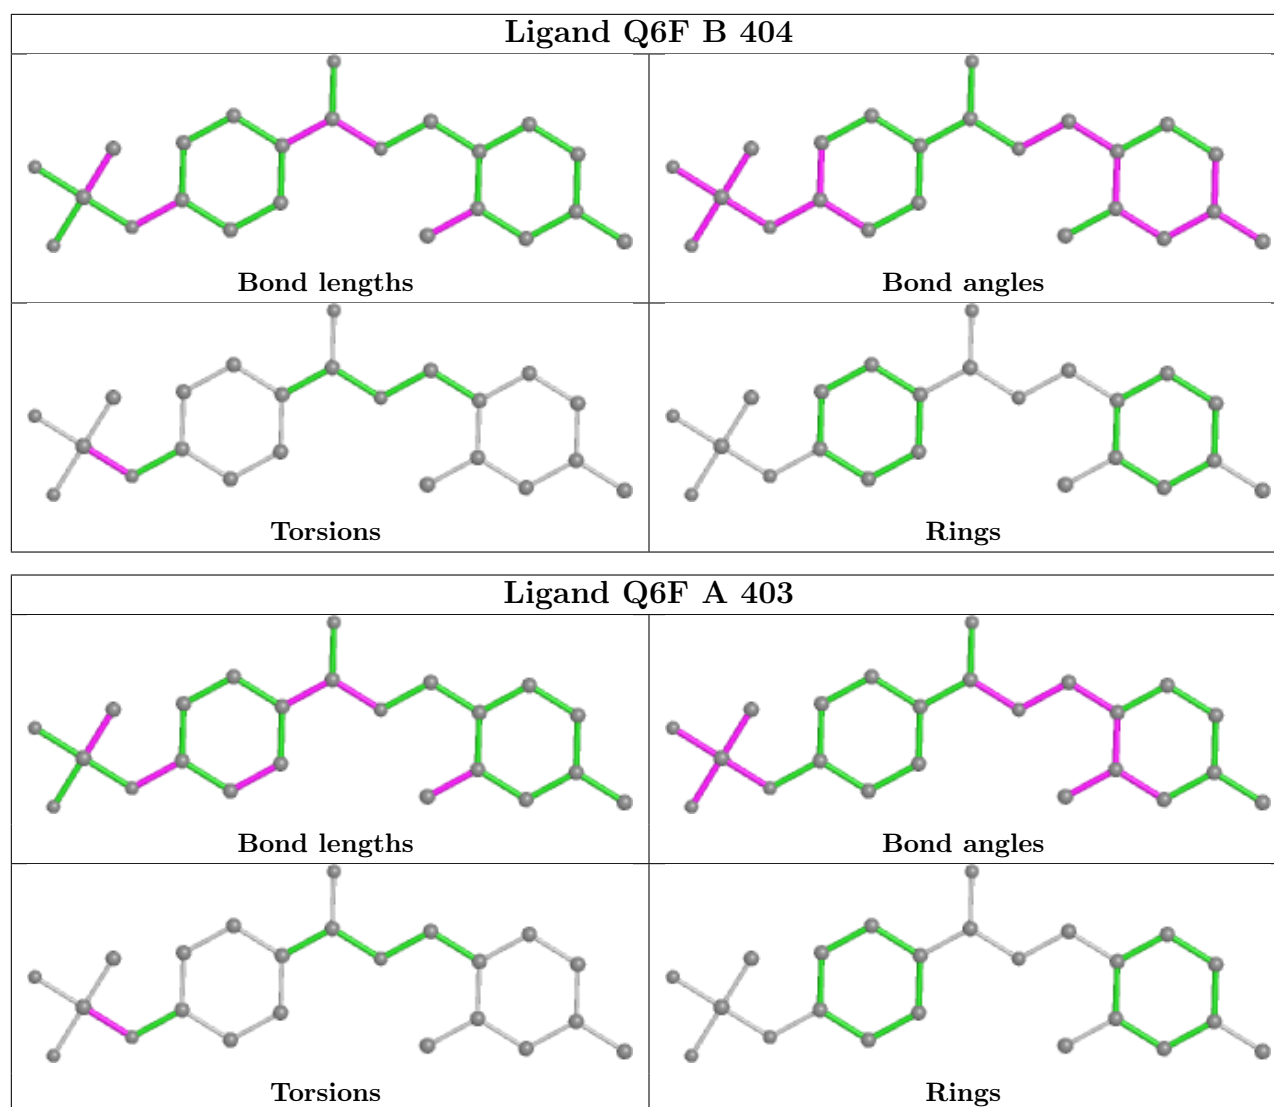 Ligand Q6F B 404
Bond lengths
Bond angles
Torsions
Rings
Ligand Q6F A 403
Bond lengths
Bond angles
Torsions
Rings